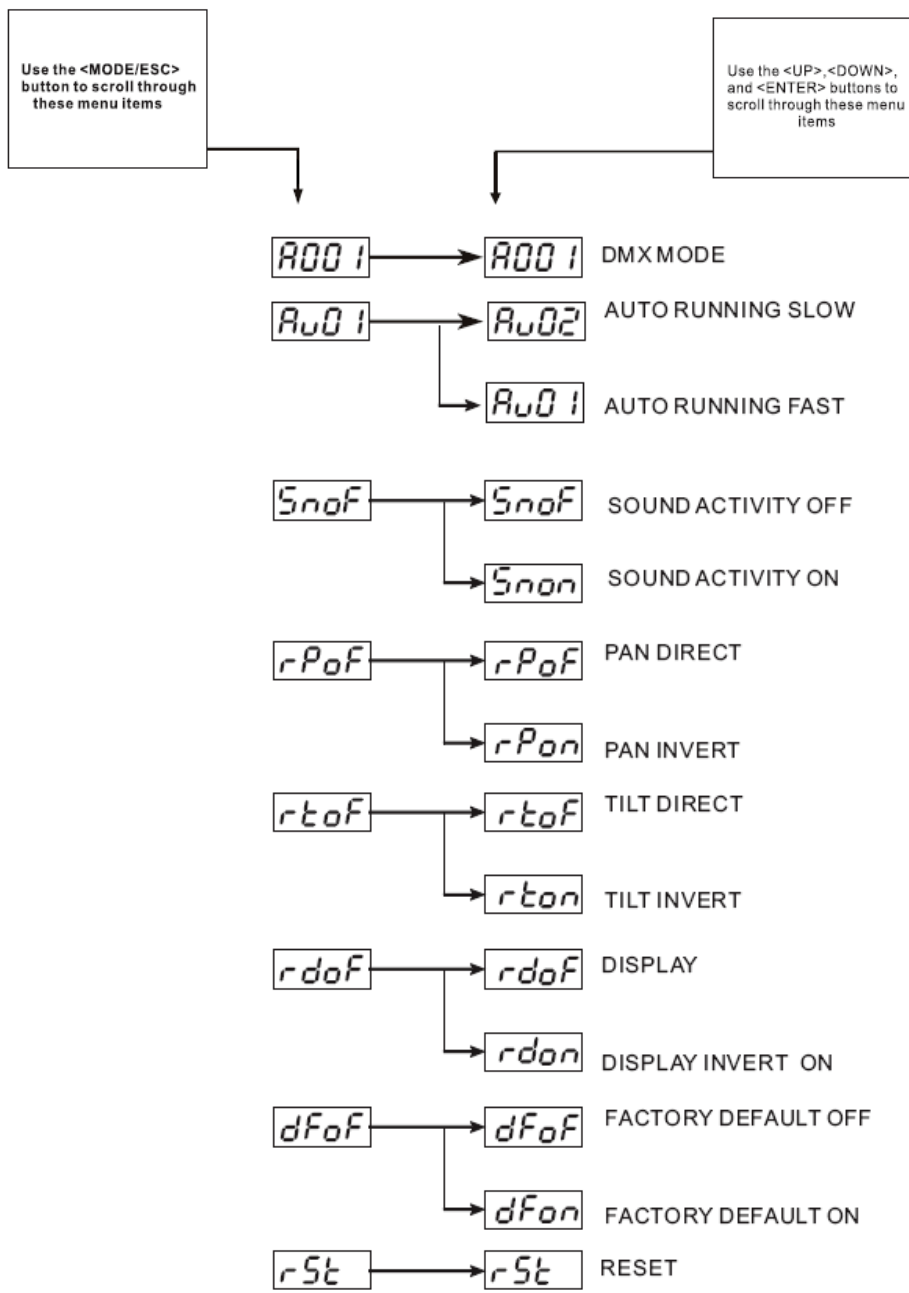 Use the <MODE/ESC>
button to scroll through
these menu items
Use the <UP>,<DOWN>,
and <ENTER> buttons to
scroll through these menu
items
A001 A001 DMX MODE
Au01 Au02 AUTO RUNNING SLOW
Au01 AUTO RUNNING FAST
SnoF SnoF SOUND ACTIVITY OFF
Snon SOUND ACTIVITY ON
rPoF rPoF PAN DIRECT
rPon PAN INVERT
rtoF rtoF TILT DIRECT
rton TILT INVERT
rdoF rdoF DISPLAY
rdon DISPLAY INVERT ON
dFoF dFoF FACTORY DEFAULT OFF
dFon FACTORY DEFAULT ON
rSt rSt RESET